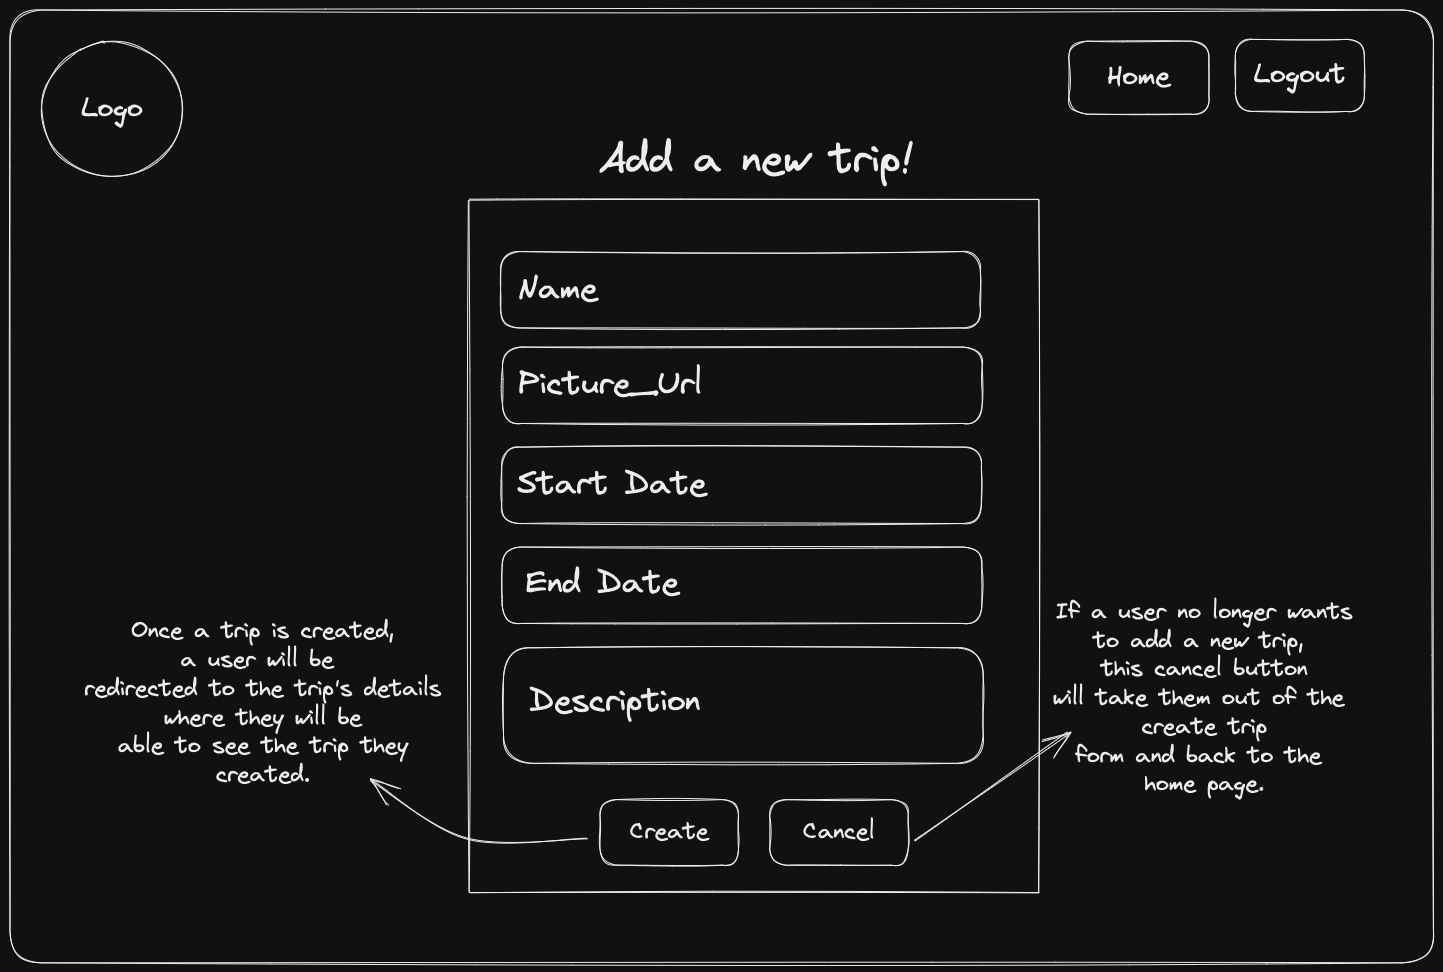 Logo
Home
Logout
Add a new trip!
Name
Picture_Url
Start Date
End Date
Description
Create
Cancel
Once a trip is created,
a user will be
redirected to the trip's details
where they will be
able to see the trip they
created.
If a user no longer wants
to add a new trip,
this cancel button
will take them out of the
create trip
form and back to the
home page.